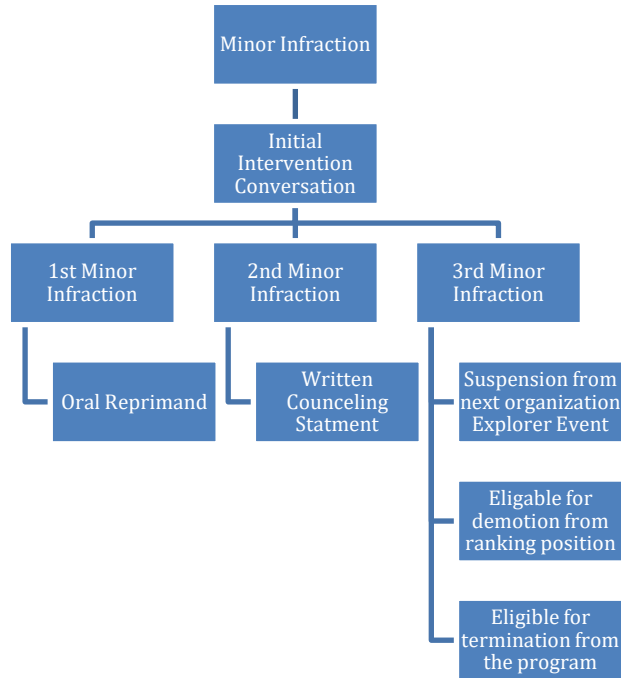 Minor Infraction
Initial
Intervention
Conversation
1st Minor
Infraction
2nd Minor
Infraction
3rd Minor
Infraction
Oral Reprimand
Written
Counceling
Statment
Suspension from
next organization
Explorer Event
Eligable for
demotion from
ranking position
Eligible for
termination from
the program